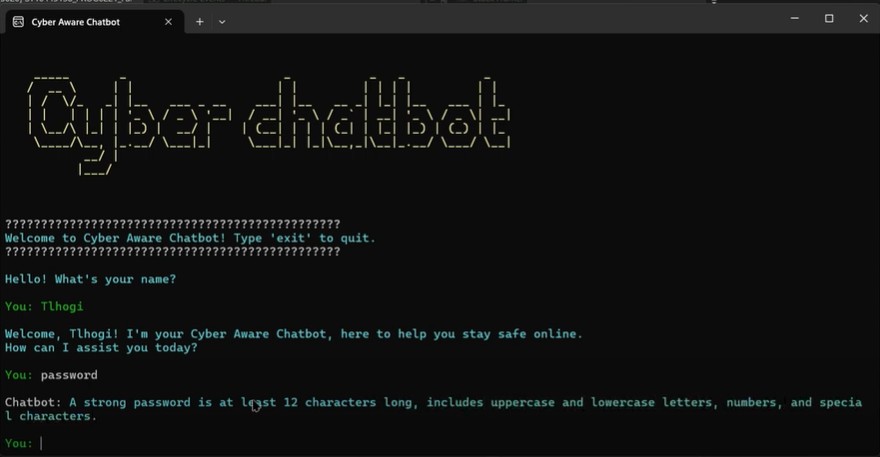 Cyber Aware Chatbot
Cyber chatbot
???????????????????????????????????????????????
Welcome to Cyber Aware Chatbot! Type 'exit' to quit.
???????????????????????????????????????????????
Hello! What's your name?
You: Tlhogi
Welcome, Tlhogi! I'm your Cyber Aware Chatbot, here to help you stay safe online.
How can I assist you today?
You: password
Chatbot: A strong password is at least 12 characters long, includes uppercase and lowercase letters, numbers, and specia
l characters.
You: